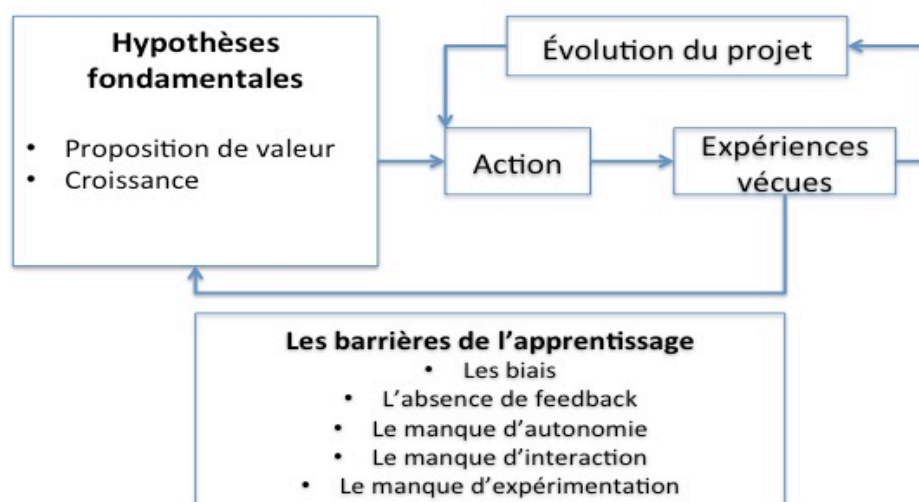 Hypothèses
fondamentales
• Proposition de valeur
• Croissance
Évolution du projet
Action
Expériences
vécues
Les barrières de l’apprentissage
• Les biais
• L’absence de feedback
• Le manque d’autonomie
• Le manque d’interaction
• Le manque d’expérimentation